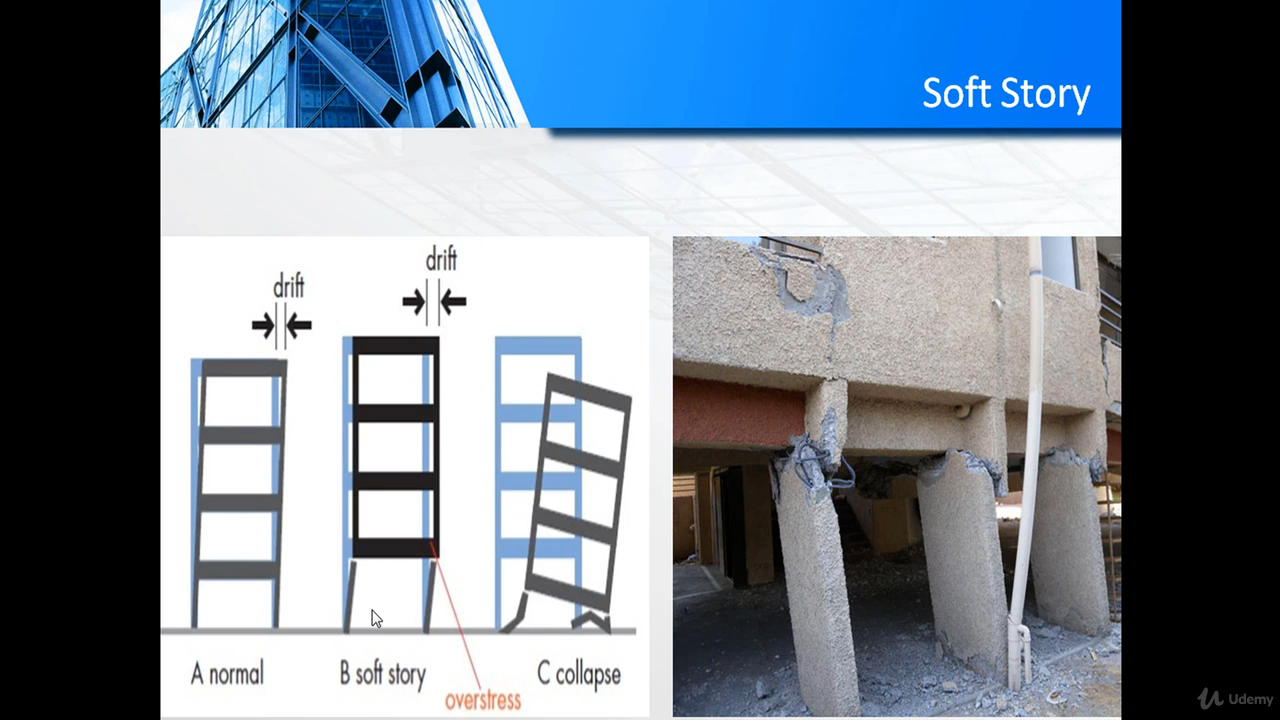 Soft Story
drift
drift
A normal
B soft story
C collapse
overstress
Udemy